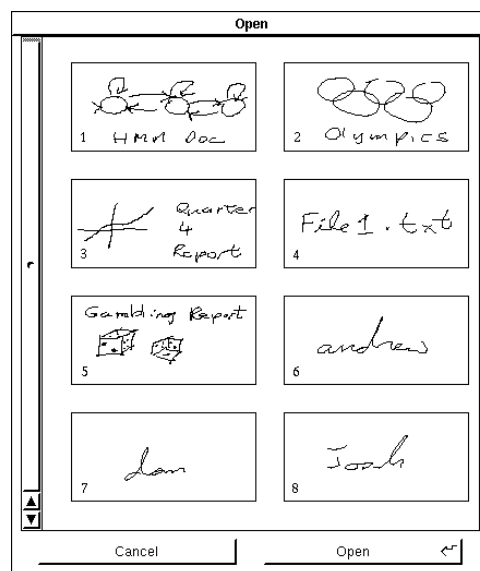 Open
1 HMM Doc
2 Olympics
3 Quarter
4
Report
4 File 1.txt
Gambling Report
5
6 andrew
7 dan
8 Josh
Cancel
Open